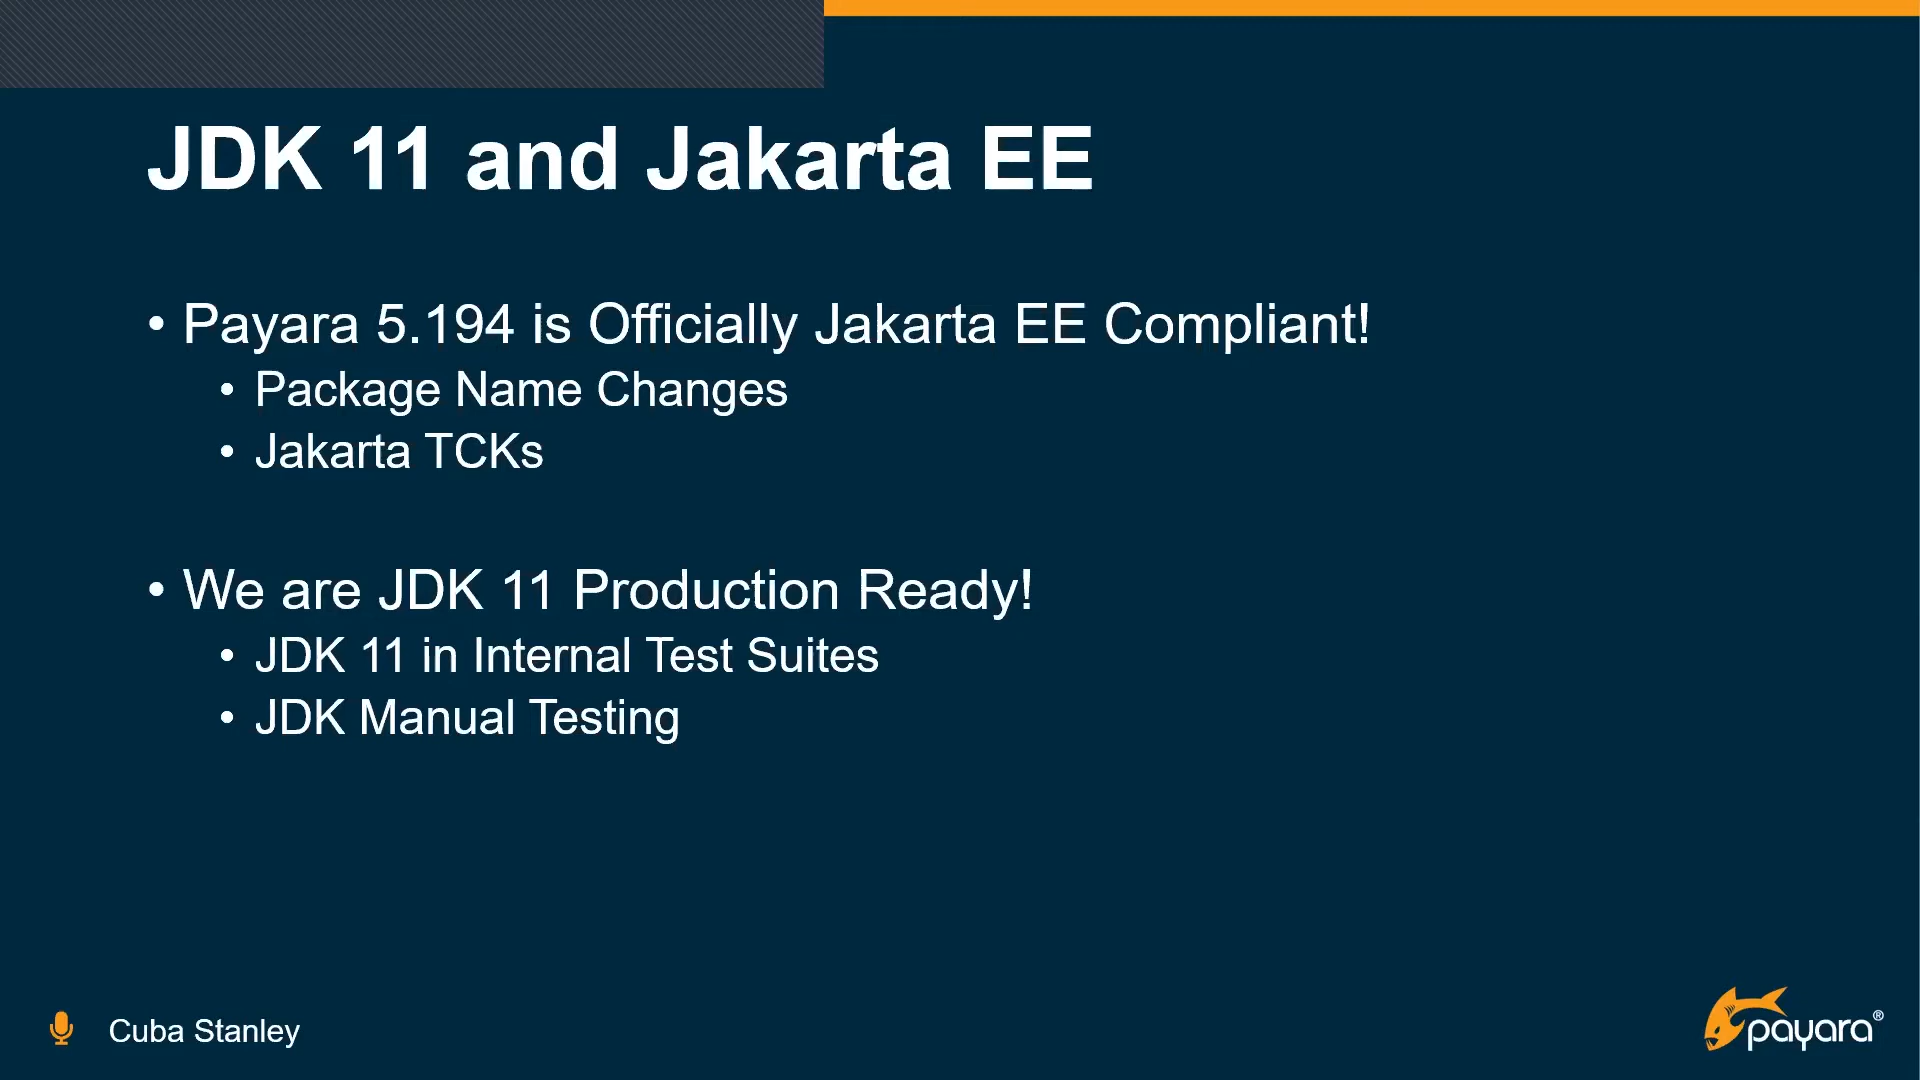 JDK 11 and Jakarta EE
• Payara 5.194 is Officially Jakarta EE Compliant!
• Package Name Changes
• Jakarta TCKs
• We are JDK 11 Production Ready!
• JDK 11 in Internal Test Suites
• JDK Manual Testing
Cuba Stanley
payara®